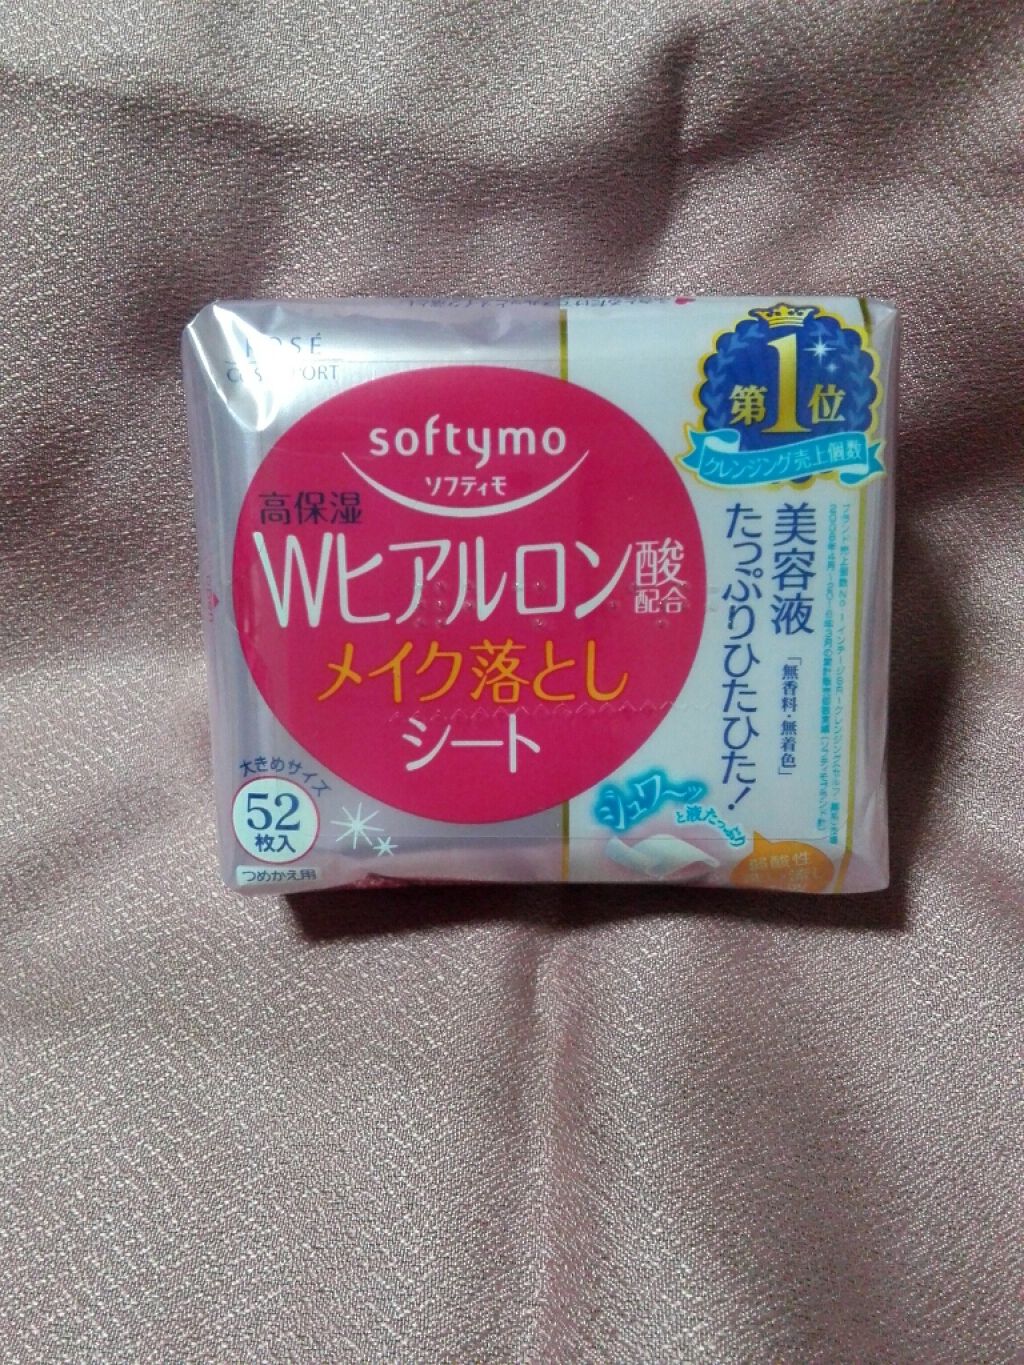 KOSÉ
COSMEPORT
softymo
ソフティモ
高保湿
Wヒアルロン酸
配合
メイク落とし
シート
大きめサイズ
52
枚入
つめかえ用
第1位
クレンジング売上個数
美容液
たっぷりひたひた!
「無香料・無着色」
シュワ〜ッ
と液たっぷり
弱酸性